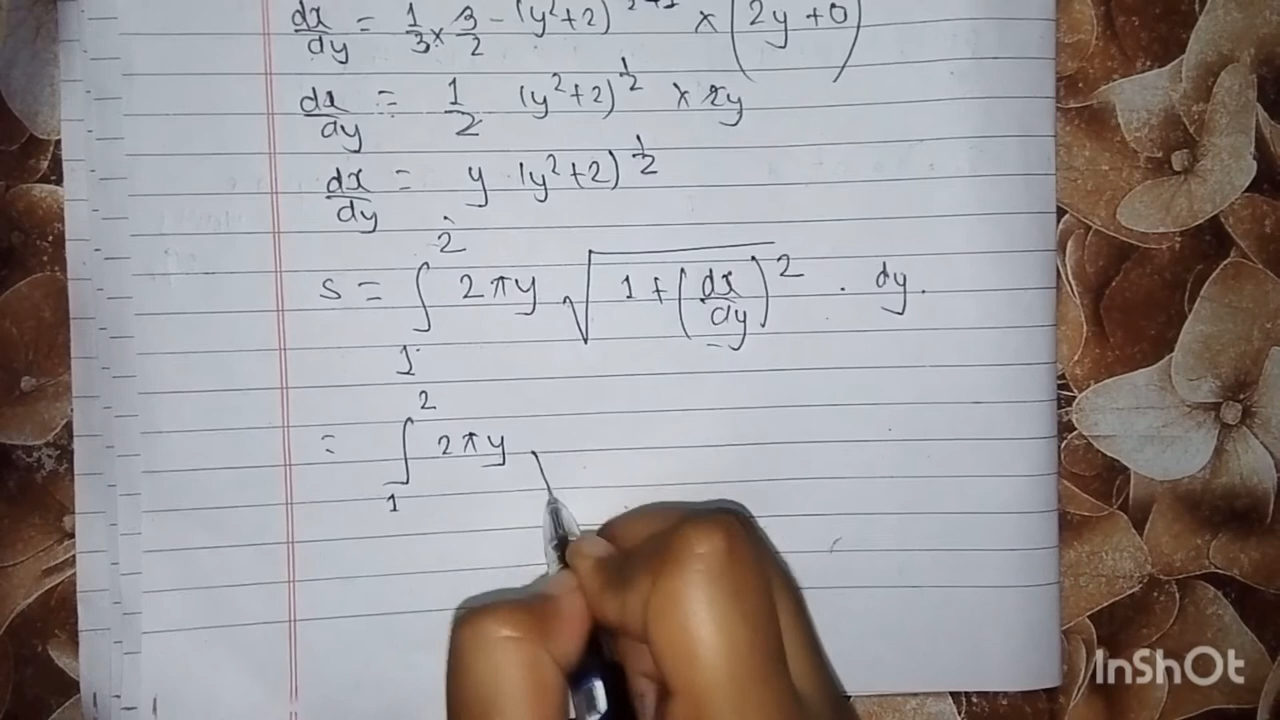 dx/dy = 1/3 × 3/2 - (y²+2) × (2y+0)
dx/dy = 1/2 (y²+2)^1/2 × 2y
dx/dy = y (y²+2)^1/2
s = ∫₁² 2πy √1+(dx/dy)² . dy.
= ∫₁² 2πy
InShOt